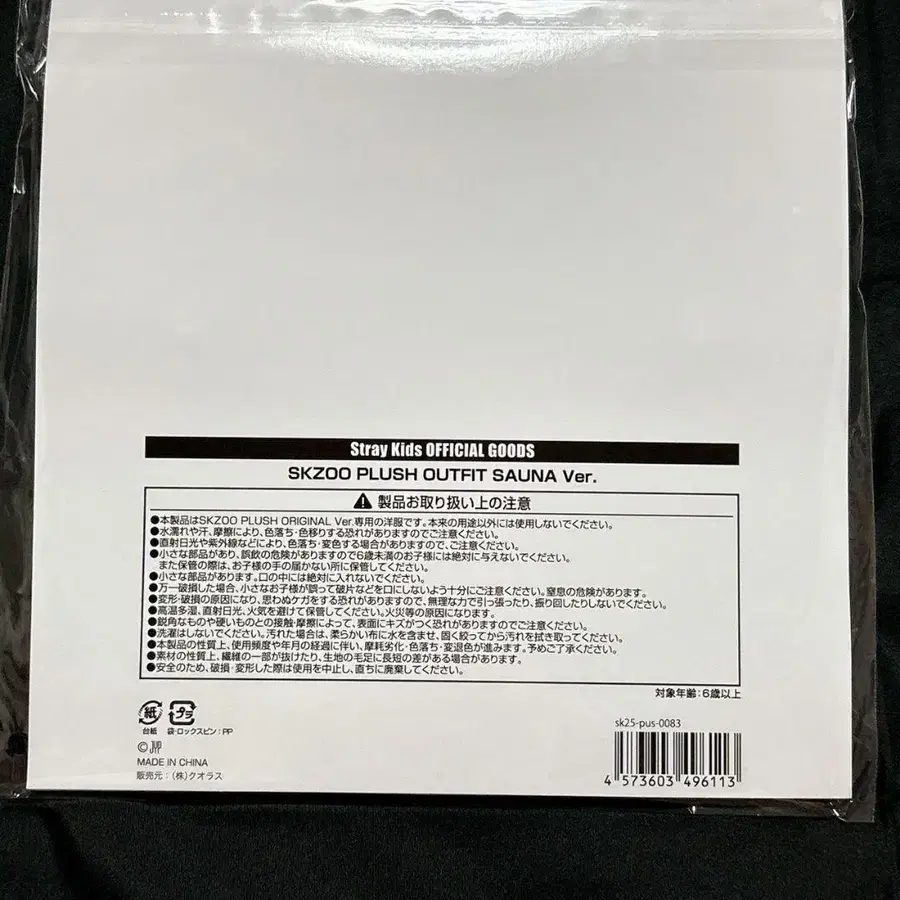 Stray Kids OFFICIAL GOODS
SKZOO PLUSH OUTFIT SAUNA Ver.
製品お取り扱い上の注意
●本製品はSKZOO PLUSH ORIGINAL Ver.専用の洋服です。本来の用途以外には使用しないでください。
●水濡れや汗、摩擦により、色落ち・色移りする恐れがありますのでご注意ください。
●直射日光や紫外線などにより、色落ち・変色する場合がありますので、ご注意ください。
●小さな部品があり、誤飲の危険がありますので6歳未満のお子様には絶対に与えないでください。
また保管の際は、お子様の手の届かない所に保管してください。
●小さな部品があります。口の中には絶対に入れないでください。
●万一破損した場合、小さなお子様が誤って破片などを口にしないよう十分にご注意ください。窒息の危険があります。
●変形・破損の原因になり、思わぬケガをする恐れがありますので、無理な力で引っ張ったり、振り回したりしないでください。
●高温多湿、直射日光、火気を避けて保管してください。火災等の原因になります。
●鋭角なものや硬いものとの接触・摩擦によって、表面にキズがつく恐れがありますのでご注意ください。
●洗濯はしないでください。汚れた場合は、柔らかい布に水を含ませ、固く絞ってから汚れを拭き取ってください。
●本製品の性質上、使用頻度や年月の経過に伴い、摩耗劣化・色落ち・変退色が進みます。予めご了承ください。
●素材の性質上、繊維の一部が抜けたり、生地の毛足に長短の差がある場合があります。
●安全のため、破損・変形した際は使用を中止し、直ちに廃棄してください。
対象年齢:6歳以上
紙 プラ
台紙 袋・ロックスピン:PP
© JYP
MADE IN CHINA
販売元:(株)クオラス
sk25-pus-0083
4 573603 496113